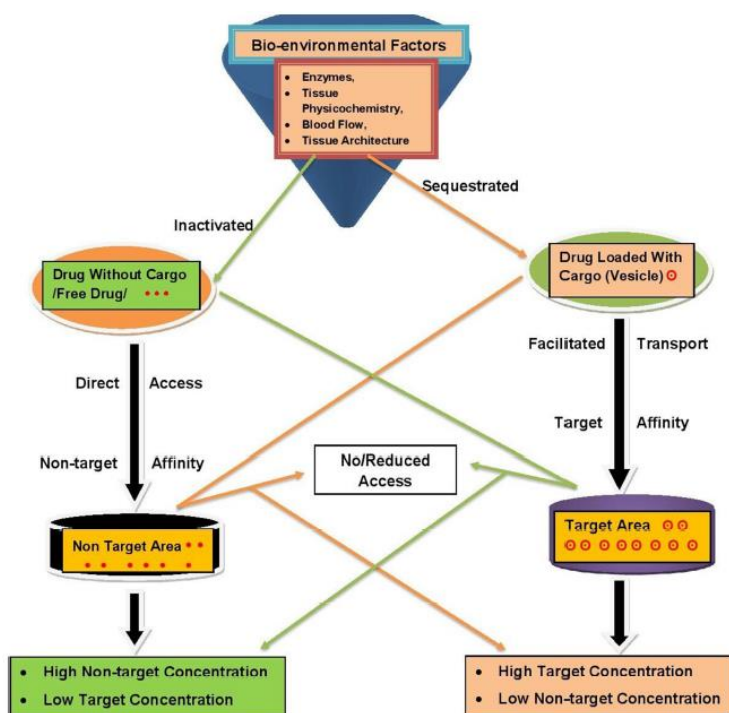 Bio-environmental Factors
• Enzymes,
• Tissue
Physicochemistry,
• Blood Flow,
• Tissue Architecture
Inactivated
Sequestrated
Drug Without Cargo
/Free Drug/
Drug Loaded With
Cargo (Vesicle)
Direct Access
Non-target Affinity
Facilitated Transport
Target Affinity
No/Reduced
Access
Non Target Area
Target Area
• High Non-target Concentration
• Low Target Concentration
• High Target Concentration
• Low Non-target Concentration